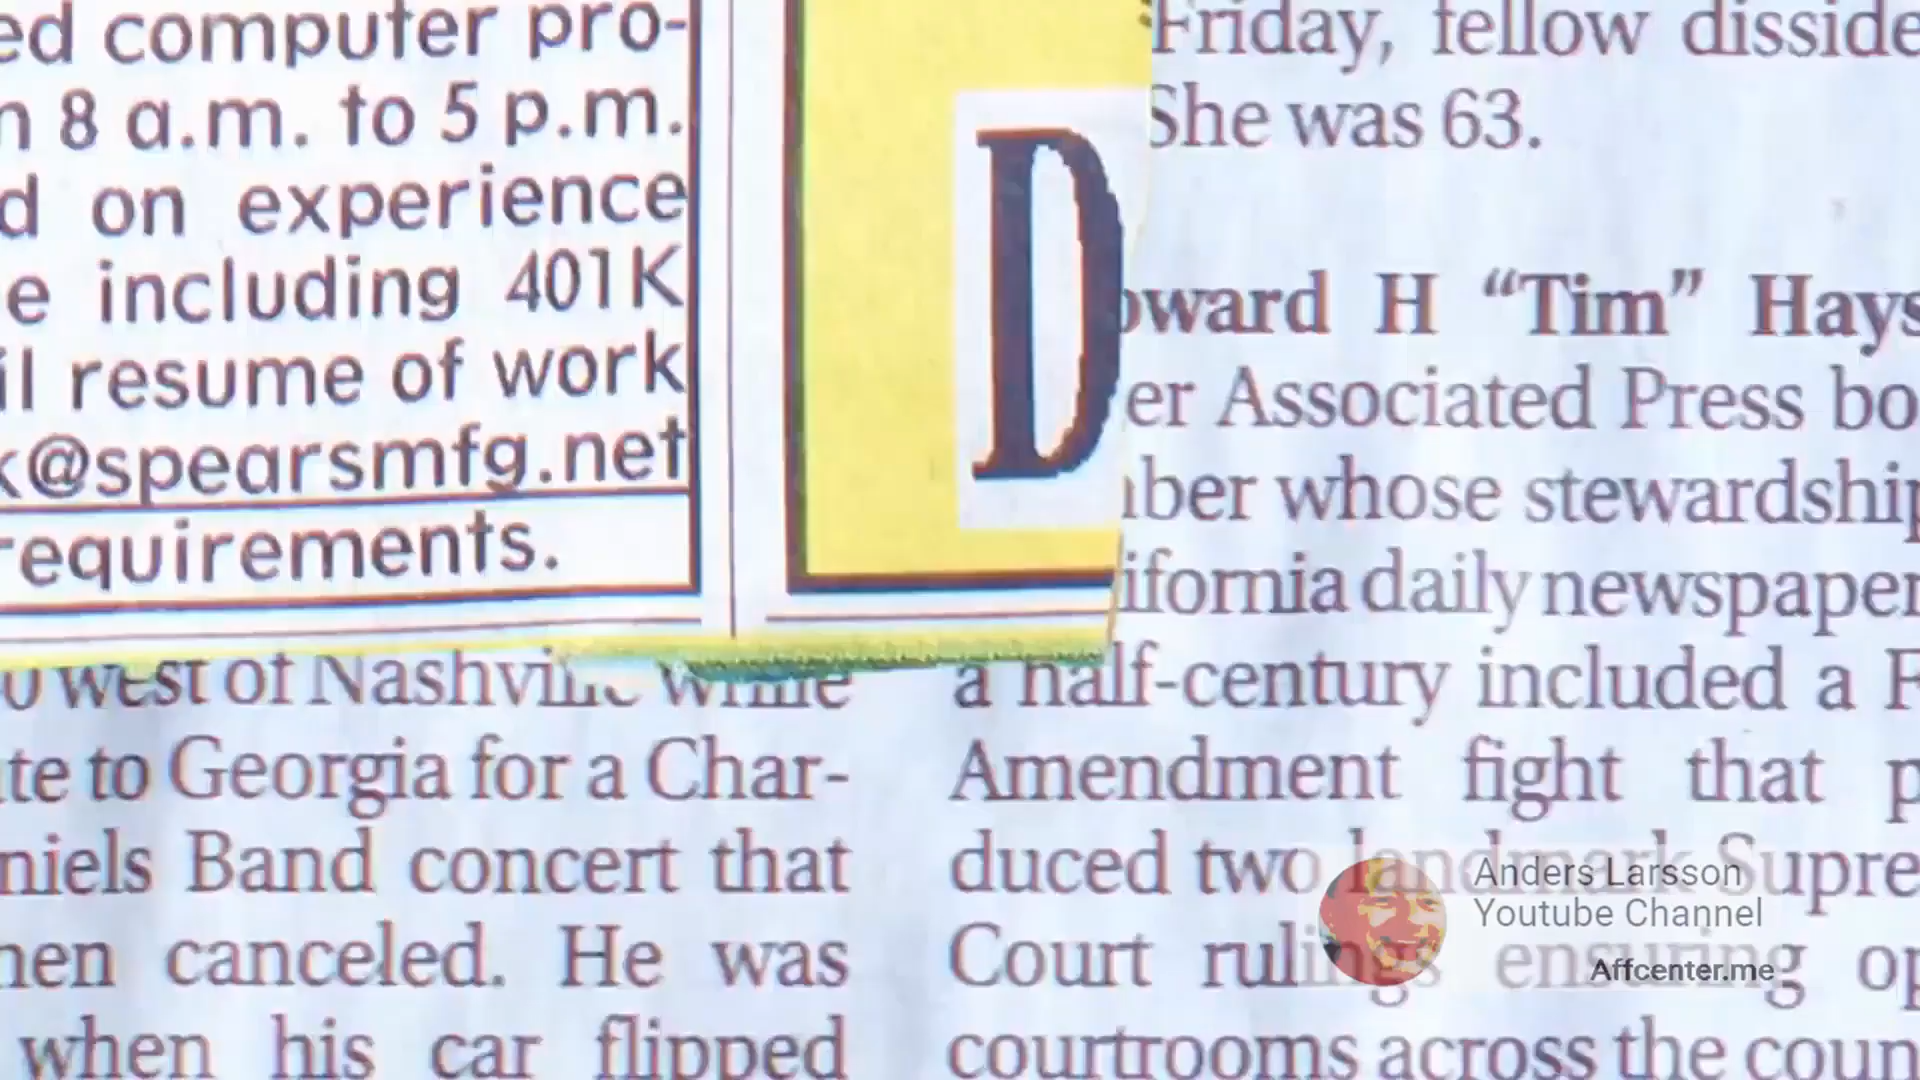 ed computer pro-
n 8 a.m. to 5 p.m.
d on experience
e including 401K
il resume of work
k@spearsmfg.net
requirements.
D
Friday, fellow disside
She was 63.
oward H “Tim” Hays
er Associated Press bo
ber whose stewardship
ifornia daily newspaper
a half-century included a F
Amendment fight that p
duced two landmark Supre
Court rulings ensuring op
courtrooms across the coun
west of Nashville while
te to Georgia for a Char-
niels Band concert that
hen canceled. He was
when his car flipped
Anders Larsson
Youtube Channel
Affcenter.me